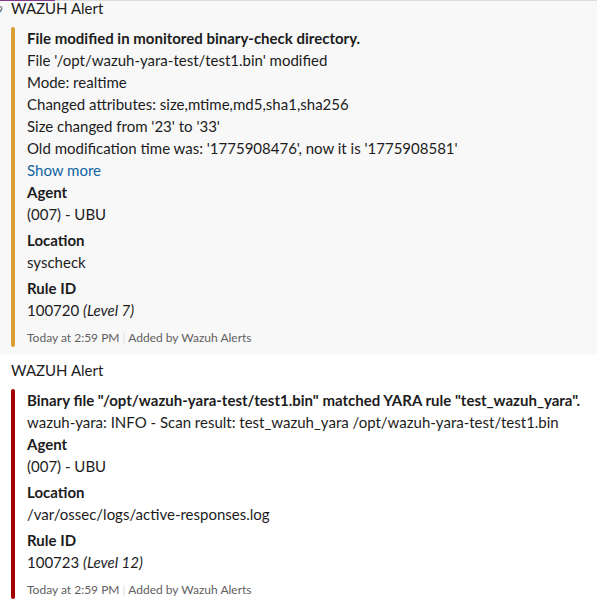 WAZUH Alert
File modified in monitored binary-check directory.
File '/opt/wazuh-yara-test/test1.bin' modified
Mode: realtime
Changed attributes: size,mtime,md5,sha1,sha256
Size changed from '23' to '33'
Old modification time was: '1775908476', now it is '1775908581'
Show more
Agent
(007) - UBU
Location
syscheck
Rule ID
100720 (Level 7)
Today at 2:59 PM | Added by Wazuh Alerts
WAZUH Alert
Binary file "/opt/wazuh-yara-test/test1.bin" matched YARA rule "test_wazuh_yara".
wazuh-yara: INFO - Scan result: test_wazuh_yara /opt/wazuh-yara-test/test1.bin
Agent
(007) - UBU
Location
/var/ossec/logs/active-responses.log
Rule ID
100723 (Level 12)
Today at 2:59 PM | Added by Wazuh Alerts